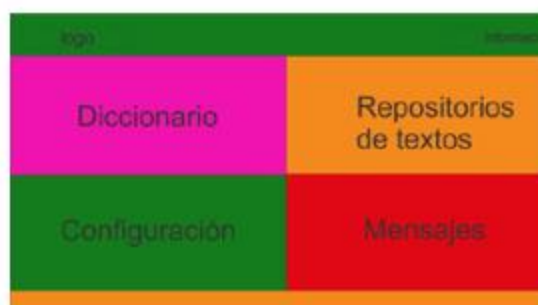 logo
Diccionario
Repositorios
de textos
Configuración
Mensajes